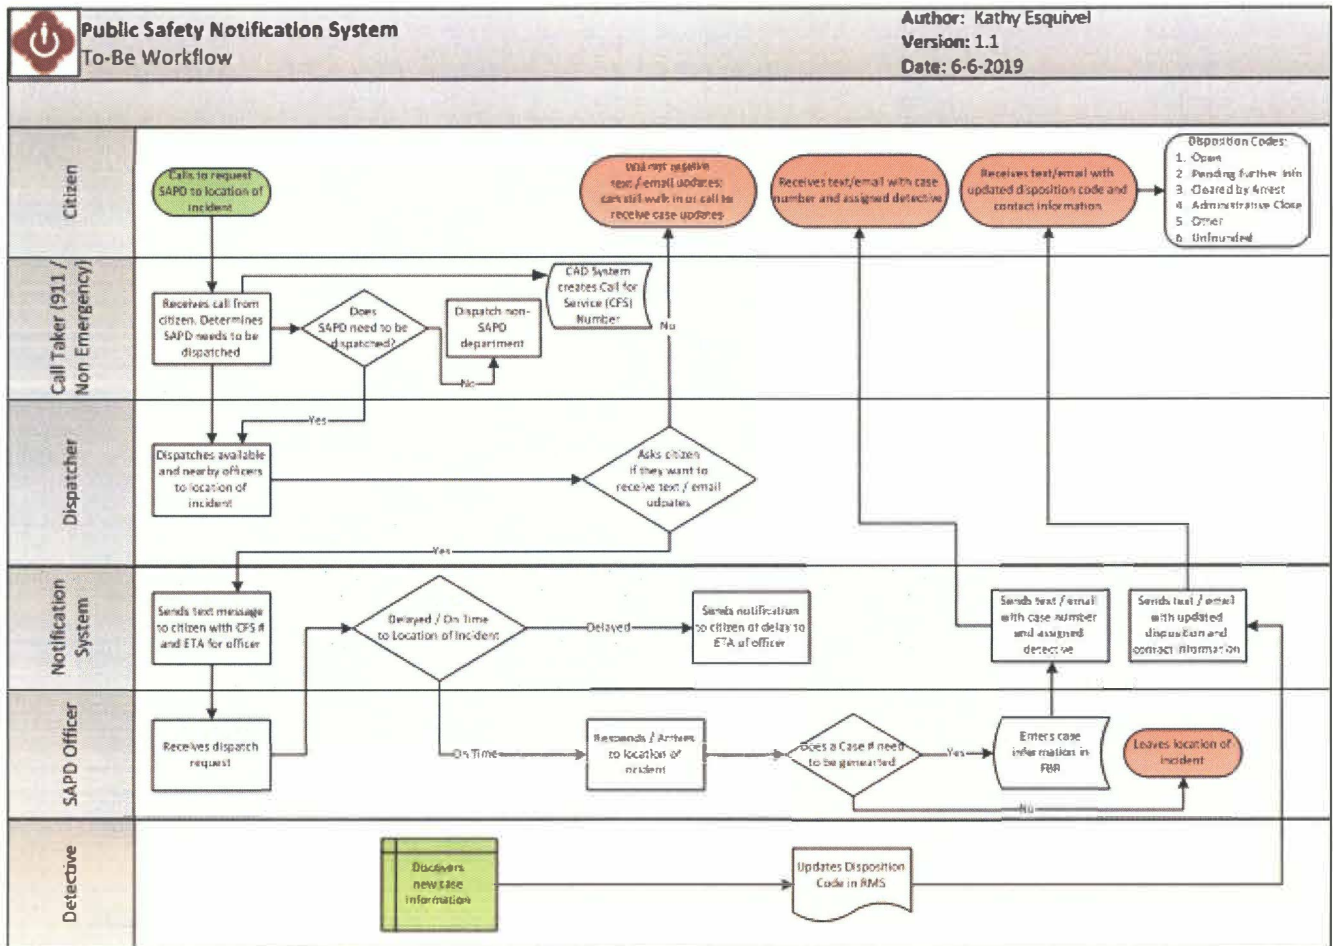 Public Safety Notification System
To-Be Workflow
Author: Kathy Esquivel
Version: 1.1
Date: 6-6-2019
Citizen
Calls to request
SAPD to location of
incident
Will not receive
text / email updates;
can still walk in or call to
receive case updates
Receives text/email with case
number and assigned detective
Receives text/email with
updated disposition code and
contact information
Disposition Codes:
1. Open
2. Pending further info
3. Cleared by Arrest
4. Administrative Close
5. Other
6. Unfounded
Call Taker (911 /
Non Emergency)
Receives call from
citizen. Determines
SAPD needs to be
dispatched
Does
SAPD need to be
dispatched?
No
Dispatch non-
SAPD
department
CAD System
creates Call for
Service (CFS)
Number
No
Yes
Dispatcher
Dispatches available
and nearby officers
to location of
incident
Asks citizen
if they want to
receive text / email
udpates
Yes
Notification
System
Sends text message
to citizen with CFS #
and ETA for officer
Delayed / On Time
to Location of Incident
Delayed
Sends notification
to citizen of delay to
ETA of officer
Sends text / email
with case number
and assigned
detective
Sends text / email
with updated
disposition and
contact information
SAPD Officer
Receives dispatch
request
On Time
Responds / Arrives
to location of
incident
Does a Case # need
to be genearted
Yes
Enters case
information in
FBR
Leaves location of
incident
No
Detective
Discovers
new case
information
Updates Disposition
Code in RMS